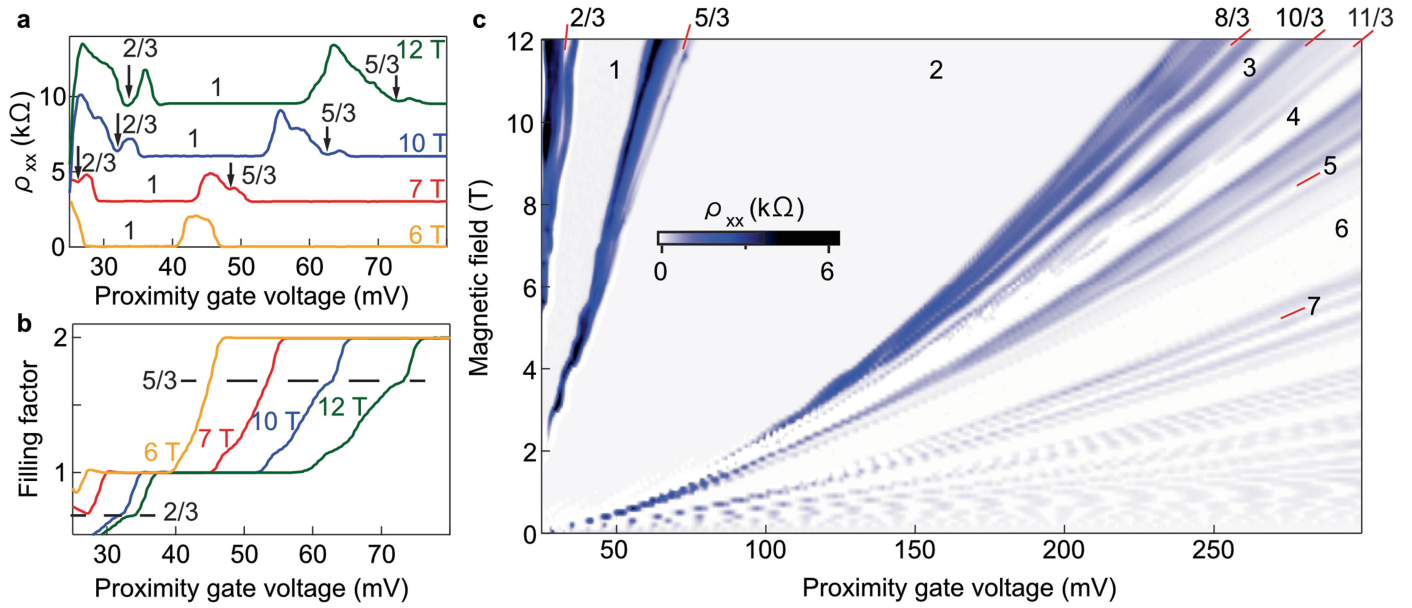 a
2/3
12 T
5/3
1
10
2/3
5/3
1
10 T
5
2/3
5/3
1
7 T
1
6 T
0
ρxx (kΩ)
30 40 50 60 70
Proximity gate voltage (mV)
b
2
5/3
10 T
12 T
7 T
6 T
1
2/3
Filling factor
30 40 50 60 70
Proximity gate voltage (mV)
c
2/3 5/3 8/3 10/3 11/3
12
1
2
3
10
4
5
8
ρxx (kΩ)
0 6
6
7
6
4
2
0
Magnetic field (T)
50 100 150 200 250
Proximity gate voltage (mV)